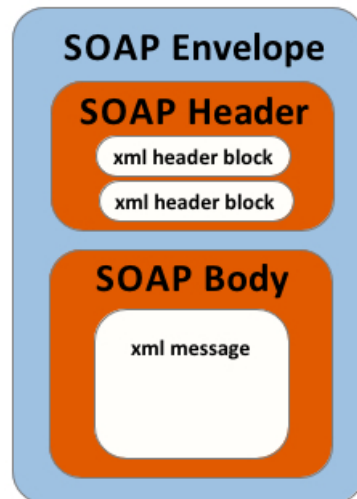 SOAP Envelope
SOAP Header
xml header block
xml header block
SOAP Body
xml message